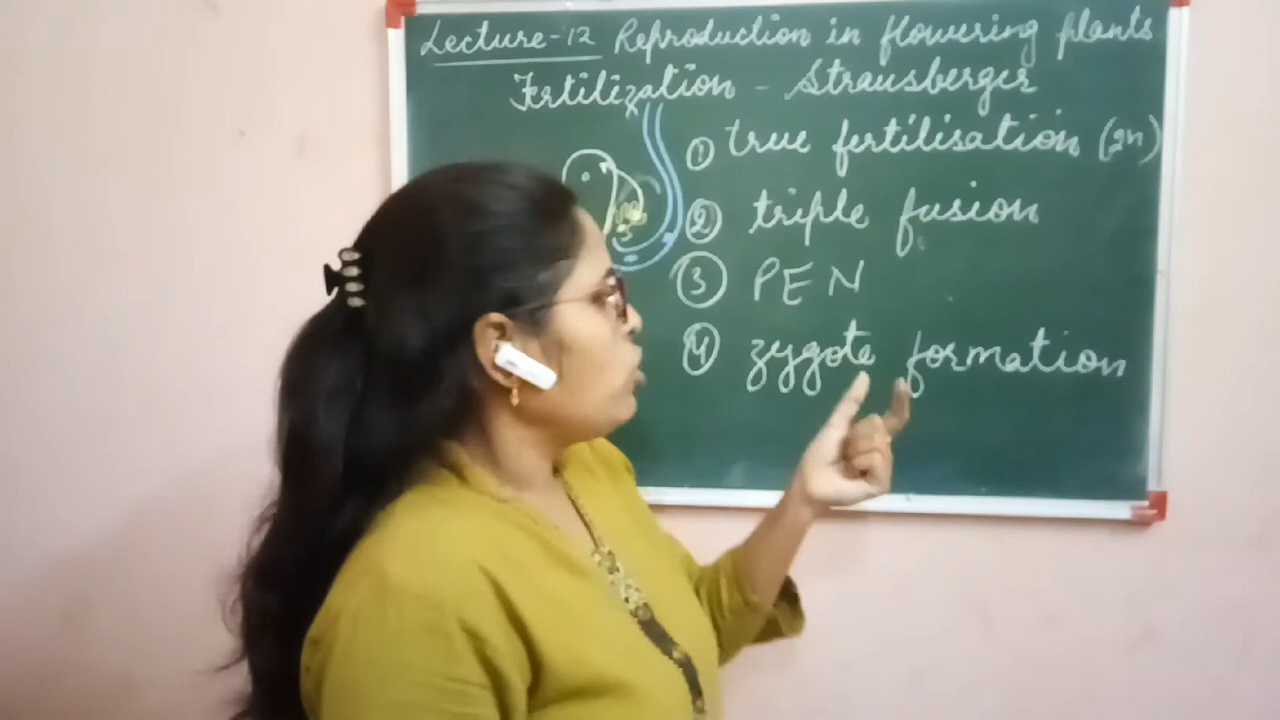 Lecture-12 Reproduction in flowering plants
Fertilization - Strausberger
① true fertilisation (2n)
② triple fusion
③ PEN
④ zygote formation